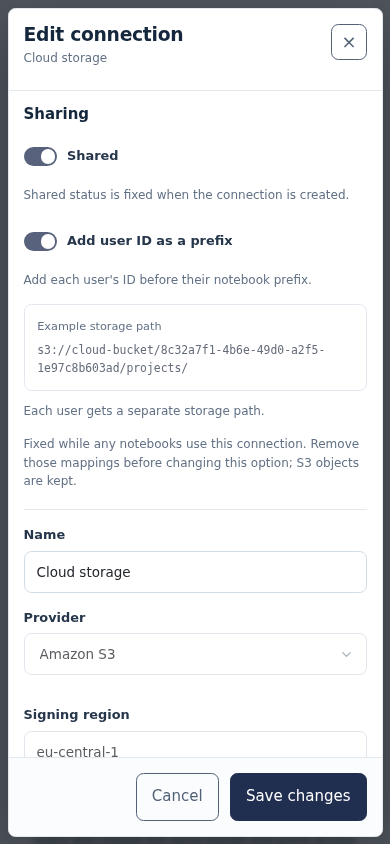 Edit connection
Cloud storage
Sharing
Shared
Shared status is fixed when the connection is created.
Add user ID as a prefix
Add each user's ID before their notebook prefix.
Example storage path
s3://cloud-bucket/8c32a7f1-4b6e-49d0-a2f5-
1e97c8b603ad/projects/
Each user gets a separate storage path.
Fixed while any notebooks use this connection. Remove
those mappings before changing this option; S3 objects
are kept.
Name
Cloud storage
Provider
Amazon S3
Signing region
eu-central-1
Cancel
Save changes